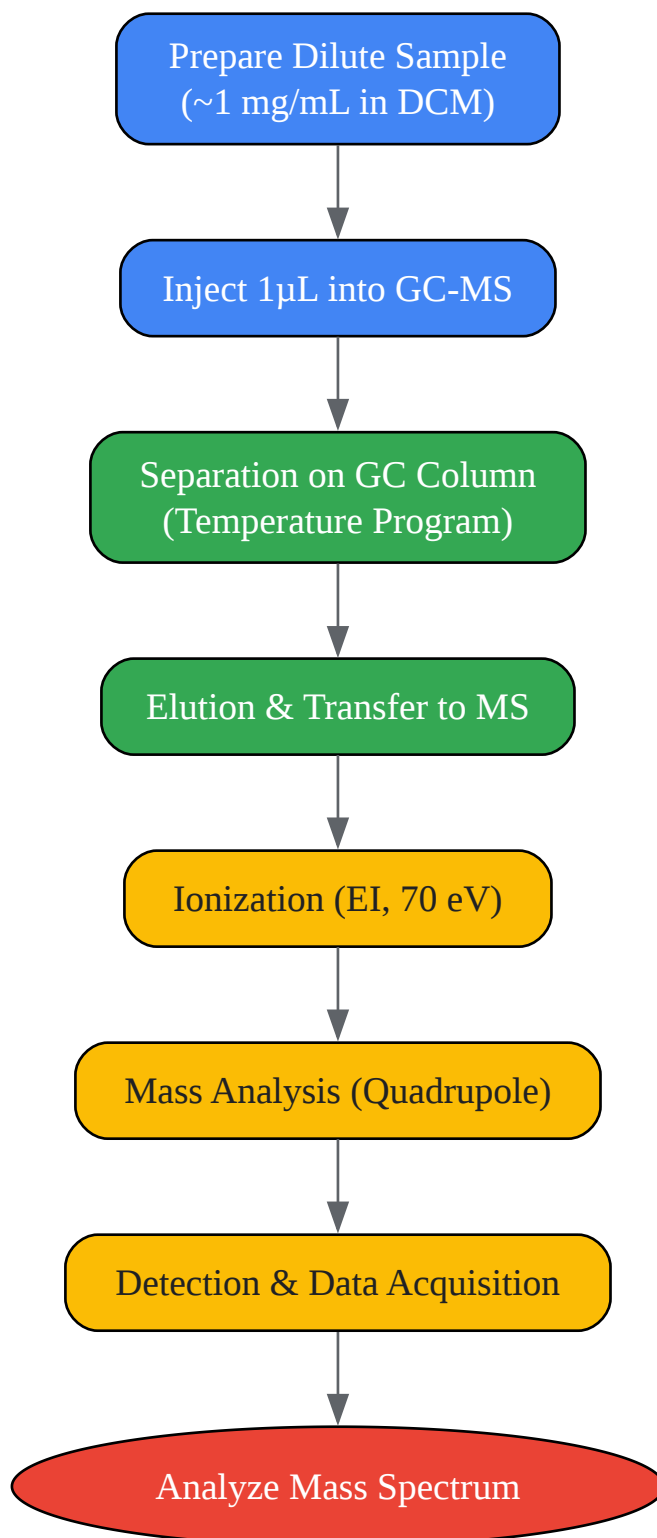 Prepare Dilute Sample
(~1 mg/mL in DCM)
Inject 1µL into GC-MS
Separation on GC Column
(Temperature Program)
Elution & Transfer to MS
Ionization (EI, 70 eV)
Mass Analysis (Quadrupole)
Detection & Data Acquisition
Analyze Mass Spectrum